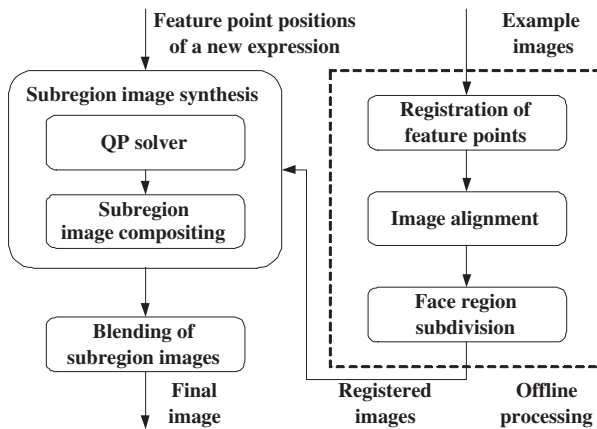 Feature point positions
of a new expression
Example
images
Subregion image synthesis
QP solver
Subregion
image compositing
Registration of
feature points
Image alignment
Face region
subdivision
Blending of
subregion images
Final
image
Registered
images
Offline
processing